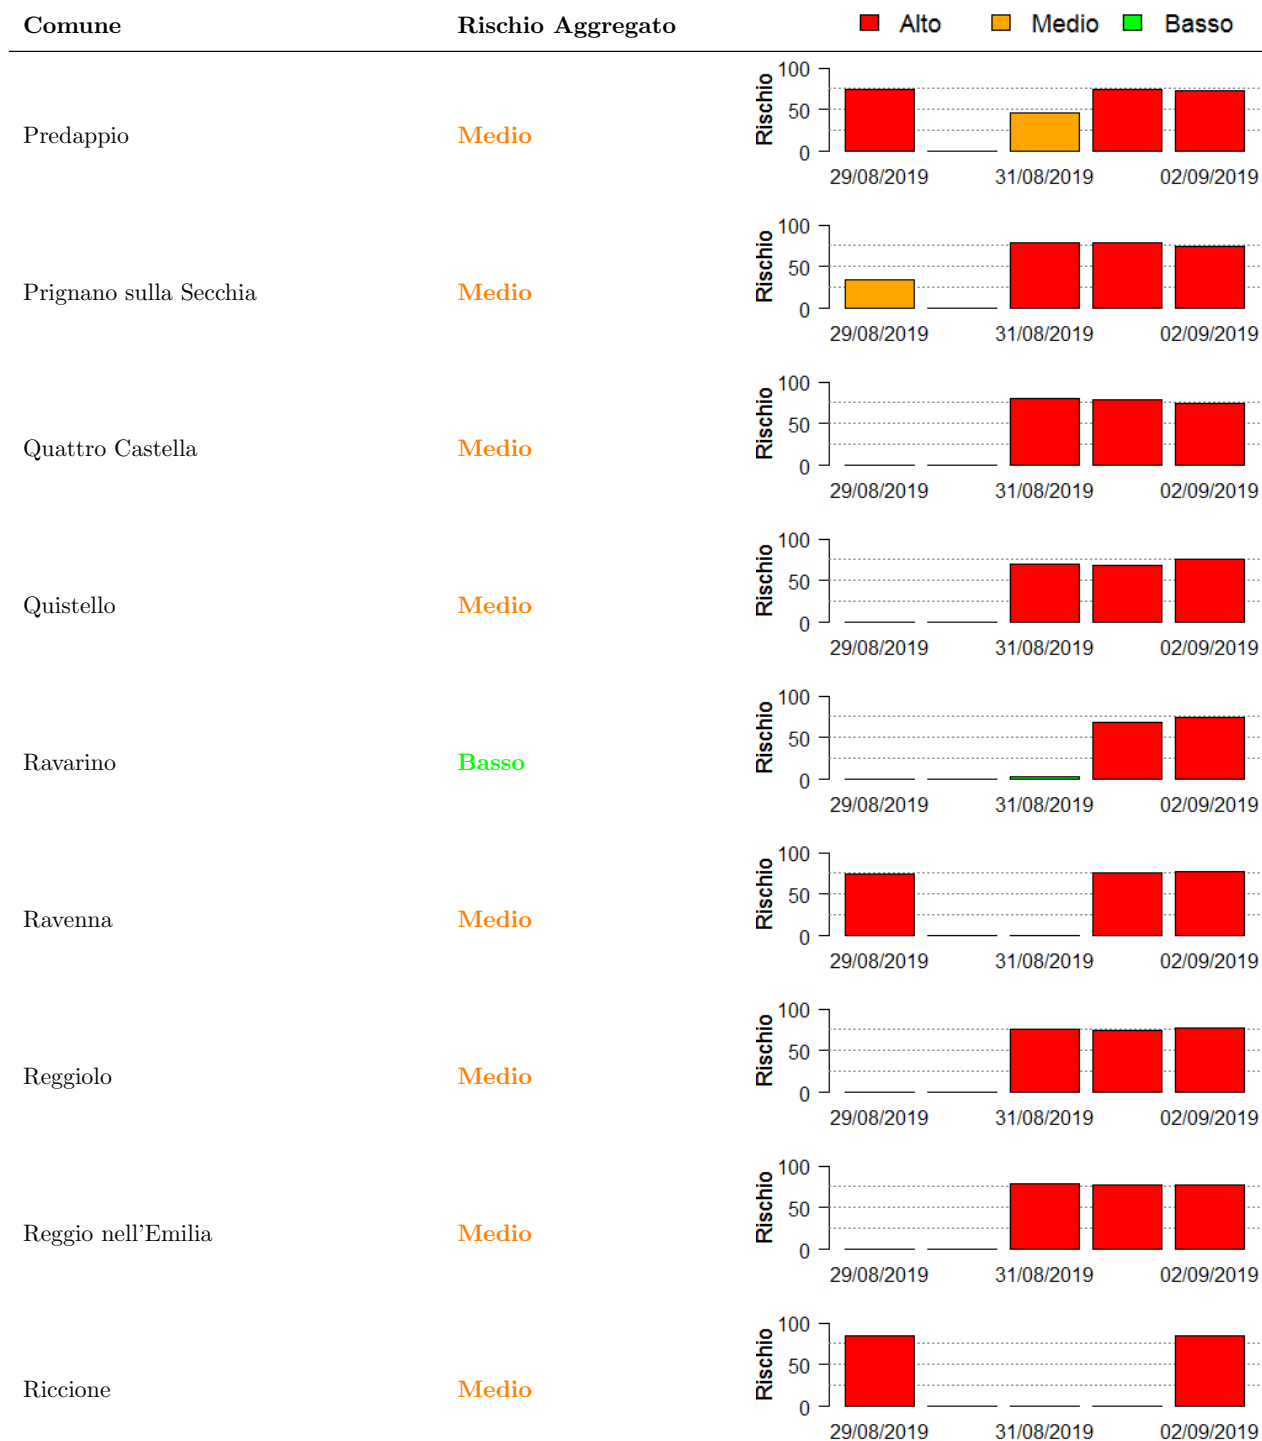 Comune Rischio Aggregato Alto Medio Basso
Predappio Medio
Rischio
100
50
0
29/08/2019 31/08/2019 02/09/2019
Prignano sulla Secchia Medio
Rischio
100
50
0
29/08/2019 31/08/2019 02/09/2019
Quattro Castella Medio
Rischio
100
50
0
29/08/2019 31/08/2019 02/09/2019
Quistello Medio
Rischio
100
50
0
29/08/2019 31/08/2019 02/09/2019
Ravarino Basso
Rischio
100
50
0
29/08/2019 31/08/2019 02/09/2019
Ravenna Medio
Rischio
100
50
0
29/08/2019 31/08/2019 02/09/2019
Reggiolo Medio
Rischio
100
50
0
29/08/2019 31/08/2019 02/09/2019
Reggio nell'Emilia Medio
Rischio
100
50
0
29/08/2019 31/08/2019 02/09/2019
Riccione Medio
Rischio
100
50
0
29/08/2019 31/08/2019 02/09/2019